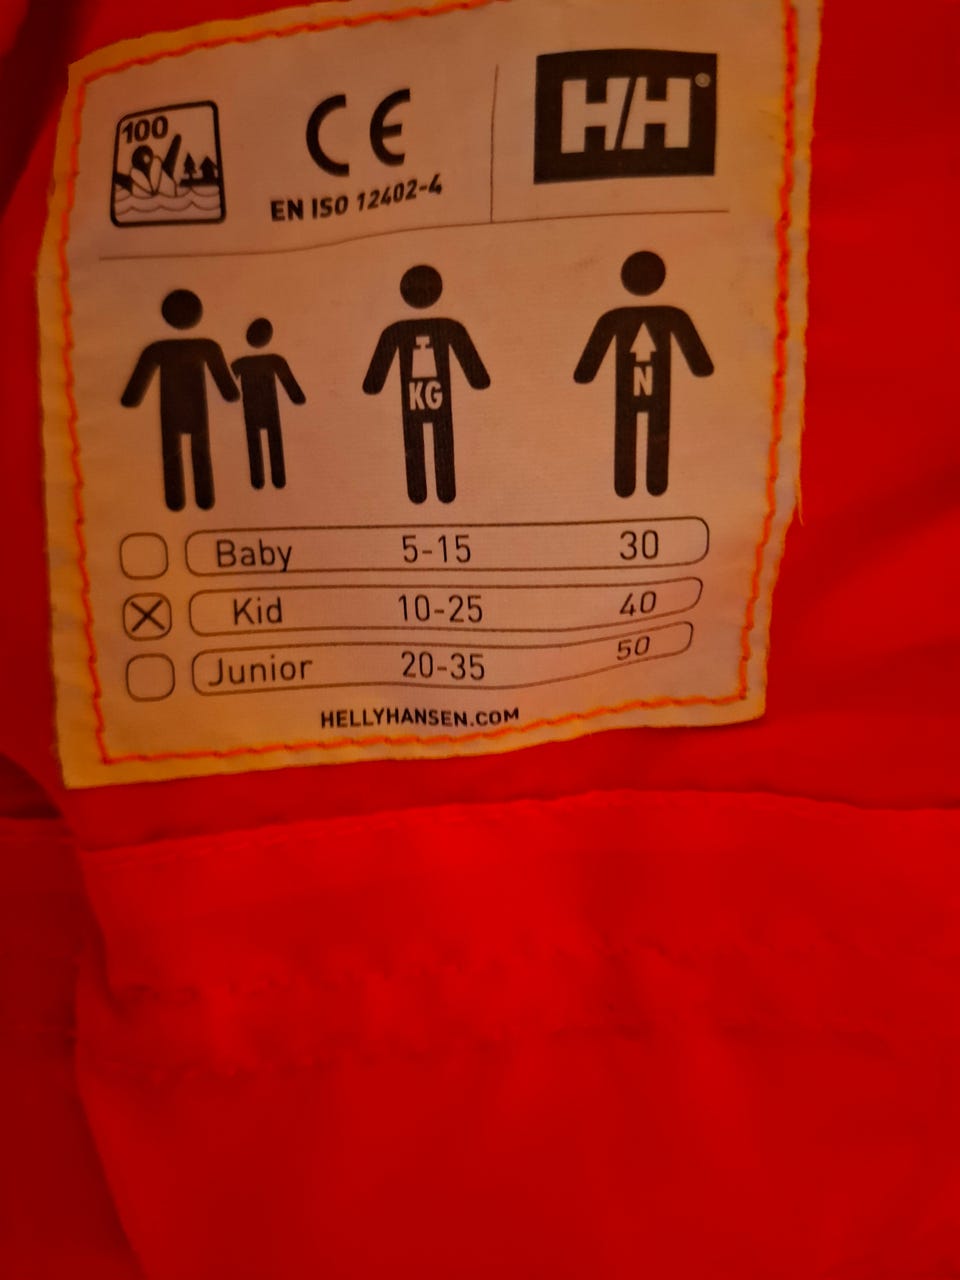 100
CE
EN ISO 12402-4
HH®
KG
N
Baby 5-15 30
Kid 10-25 40
Junior 20-35 50
HELLYHANSEN.COM